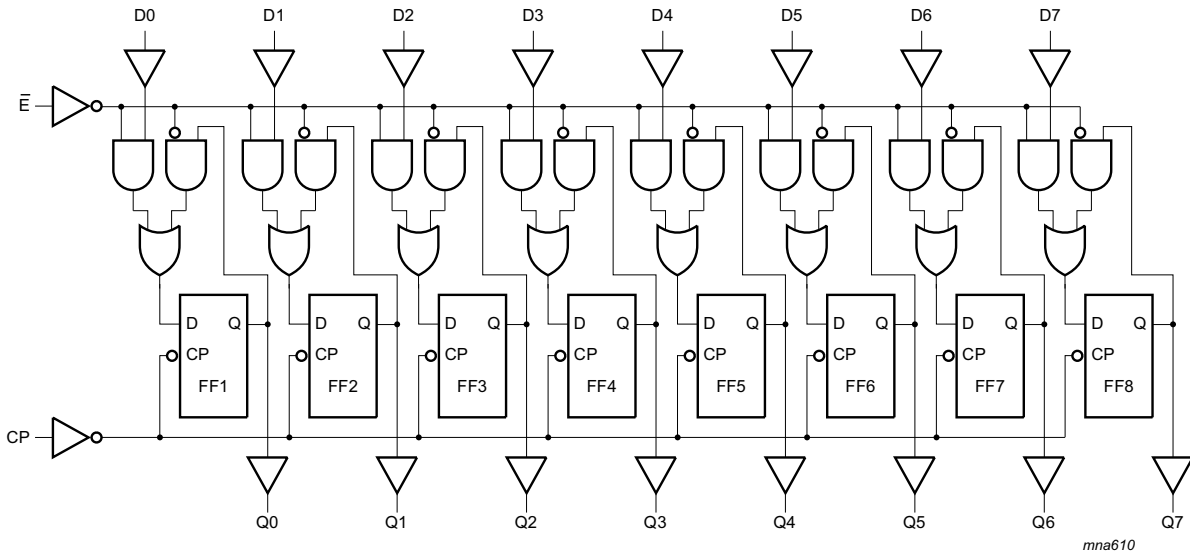 D0 D1 D2 D3 D4 D5 D6 D7
E̅
D Q D Q D Q D Q D Q D Q D Q D Q
CP CP CP CP CP CP CP CP
FF1 FF2 FF3 FF4 FF5 FF6 FF7 FF8
CP
Q0 Q1 Q2 Q3 Q4 Q5 Q6 Q7
mna610